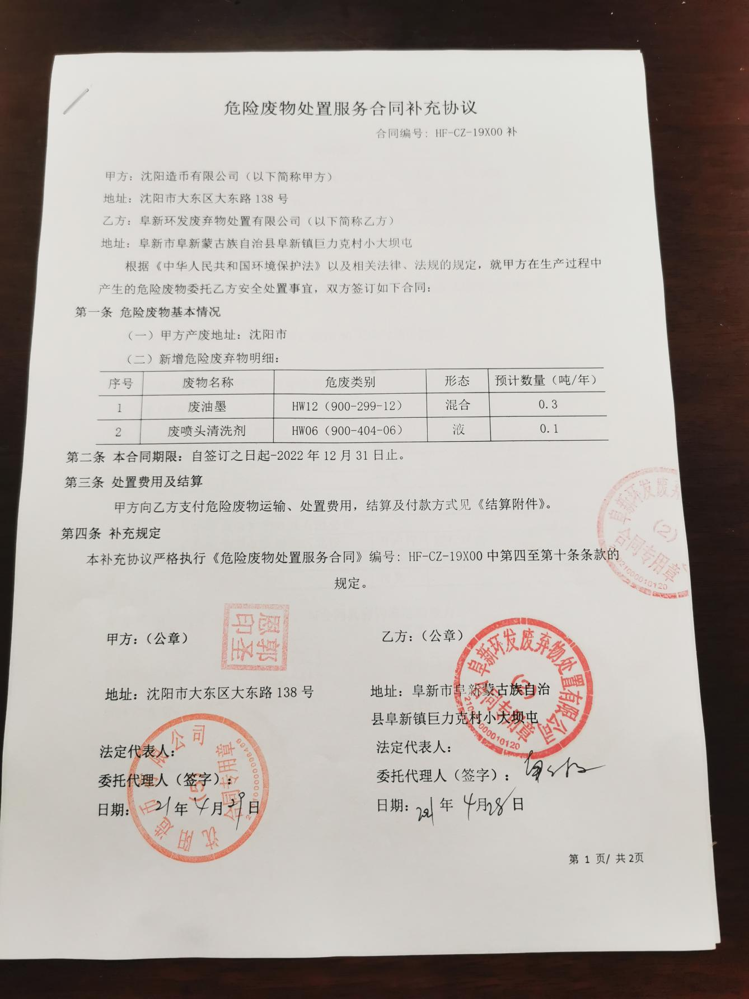 危险废物处置服务合同补充协议
合同编号: HF-CZ-19X00 补
甲方: 沈阳造币有限公司（以下简称甲方）
地址: 沈阳市大东区大东路 138 号
乙方: 阜新环发废弃物处置有限公司（以下简称乙方）
地址: 阜新市阜新蒙古族自治县阜新镇巨力克村小大坝屯
根据《中华人民共和国环境保护法》以及相关法律、法规的规定，就甲方在生产过程中
产生的危险废物委托乙方安全处置事宜，双方签订如下合同:
第一条 危险废物基本情况
（一）甲方产废地址: 沈阳市
（二）新增危险废弃物明细:
序号 废物名称 危废类别 形态 预计数量（吨/年）
1 废油墨 HW12（900-299-12） 混合 0.3
2 废喷头清洗剂 HW06（900-404-06） 液 0.1
第二条 本合同期限: 自签订之日起-2022 年 12 月 31 日止。
第三条 处置费用及结算
甲方向乙方支付危险废物运输、处置费用，结算及付款方式见《结算附件》。
第四条 补充规定
本补充协议严格执行《危险废物处置服务合同》编号: HF-CZ-19X00 中第四至第十条条款的
规定。
阜新环发废弃
(2)
合同专用章
21000010120
甲方:（公章）
郭恩圣印
乙方:（公章）
阜新环发废弃物处置有限公司
(2)
合同专用章
地址: 沈阳市大东区大东路 138 号
地址: 阜新市阜新蒙古族自治
县阜新镇巨力克村小大坝屯
沈阳造币有限公司
(5)
合同专用章
法定代表人:
法定代表人:
委托代理人（签字）:
委托代理人（签字）:
日期: 21 年 4 月 29 日
日期: 2021 年 4 月 28 日
第 1 页/ 共 2页